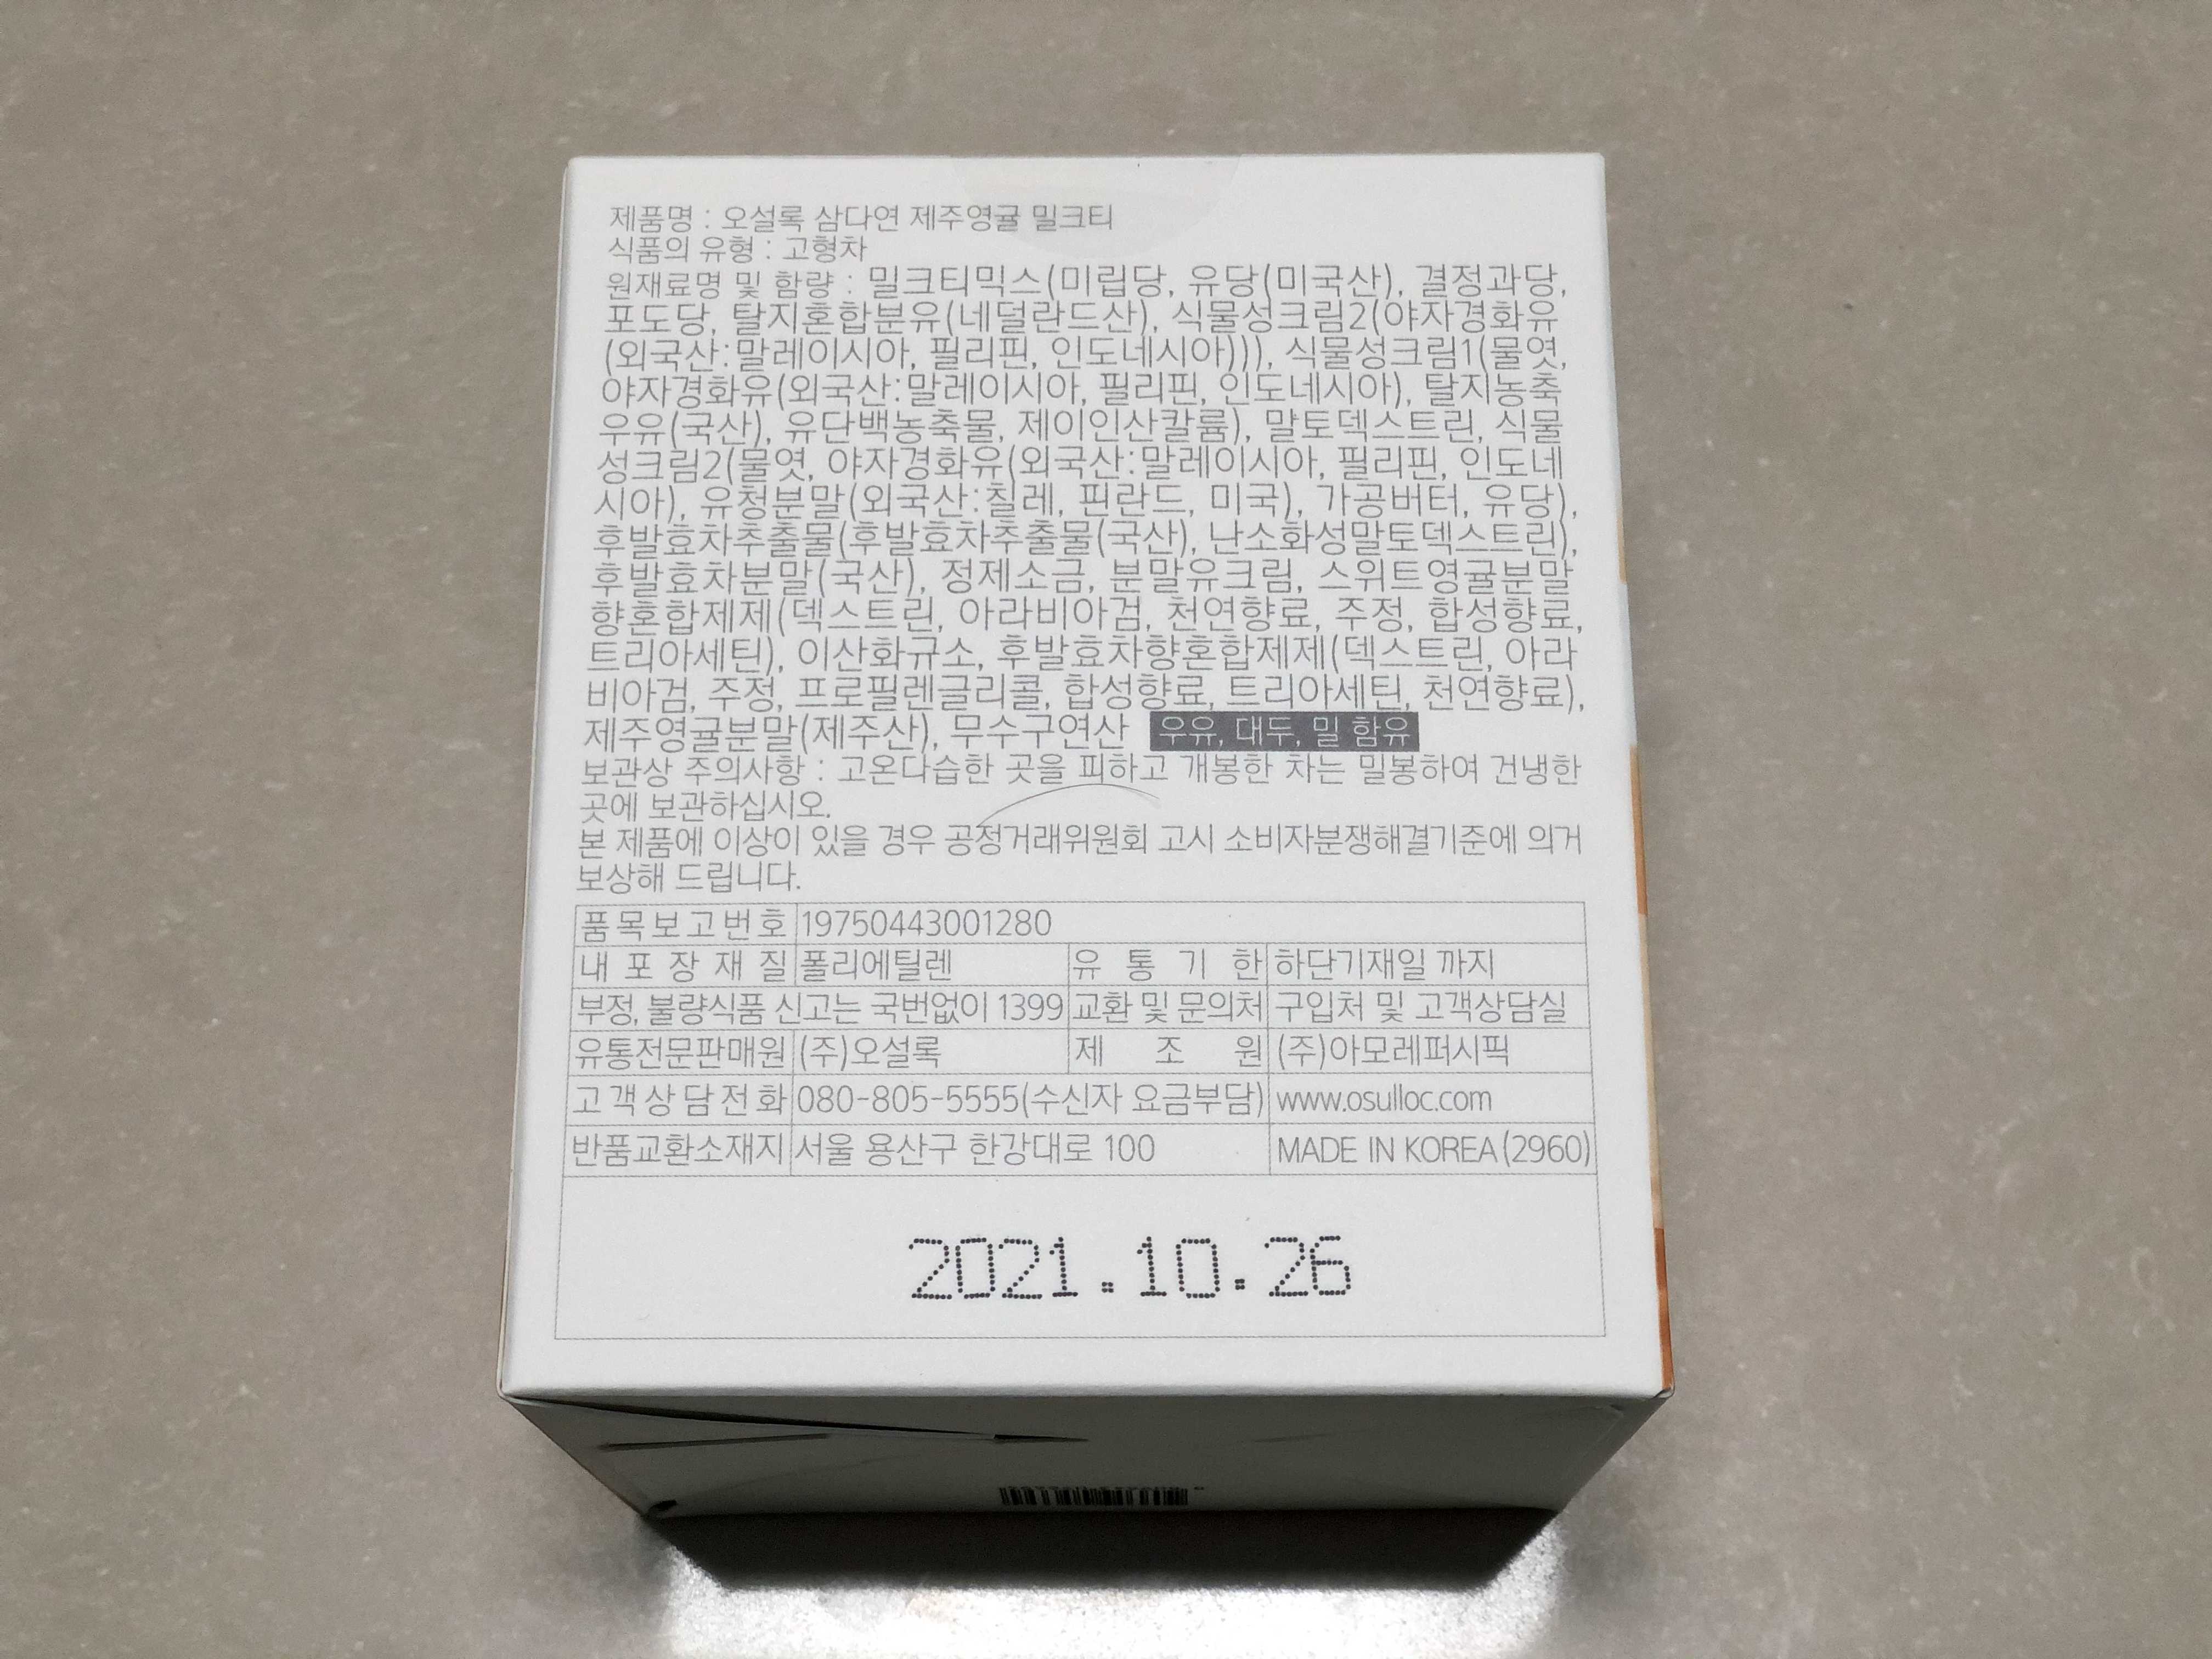 제품명 : 오설록 삼다연 제주영귤 밀크티
식품의 유형 : 고형차
원재료명 및 함량 : 밀크티믹스(미립당, 유당(미국산), 결정과당,
포도당, 탈지혼합분유(네덜란드산), 식물성크림2(야자경화유
(외국산:말레이시아, 필리핀, 인도네시아))), 식물성크림1(물엿,
야자경화유(외국산:말레이시아, 필리핀, 인도네시아), 탈지농축
우유(국산), 유단백농축물, 제이인산칼륨), 말토덱스트린, 식물
성크림2(물엿, 야자경화유(외국산:말레이시아, 필리핀, 인도네
시아), 유청분말(외국산:칠레, 핀란드, 미국), 가공버터, 유당),
후발효차추출물(후발효차추출물(국산), 난소화성말토덱스트린),
후발효차분말(국산), 정제소금, 분말유크림, 스위트영귤분말
향혼합제제(덱스트린, 아라비아검, 천연향료, 주정, 합성향료,
트리아세틴), 이산화규소, 후발효차향혼합제제(덱스트린, 아라
비아검, 주정, 프로필렌글리콜, 합성향료, 트리아세틴, 천연향료),
제주영귤분말(제주산), 무수구연산 우유, 대두, 밀 함유
보관상 주의사항 : 고온다습한 곳을 피하고 개봉한 차는 밀봉하여 건냉한
곳에 보관하십시오.
본 제품에 이상이 있을 경우 공정거래위원회 고시 소비자분쟁해결기준에 의거
보상해 드립니다.
품목보고번호 19750443001280
내포장재질 폴리에틸렌 유통기한 하단기재일 까지
부정, 불량식품 신고는 국번없이 1399 교환 및 문의처 구입처 및 고객상담실
유통전문판매원 (주)오설록 제조원 (주)아모레퍼시픽
고객상담전화 080-805-5555(수신자 요금부담) www.osulloc.com
반품교환소재지 서울 용산구 한강대로 100 MADE IN KOREA(2960)
2021.10.26